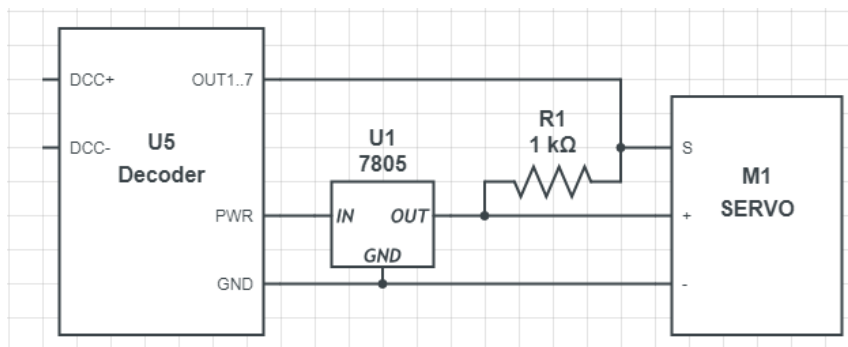 DCC+
DCC-
U5
Decoder
OUT1..7
PWR
GND
U1
7805
IN
OUT
GND
R1
1 kΩ
S
+
-
M1
SERVO